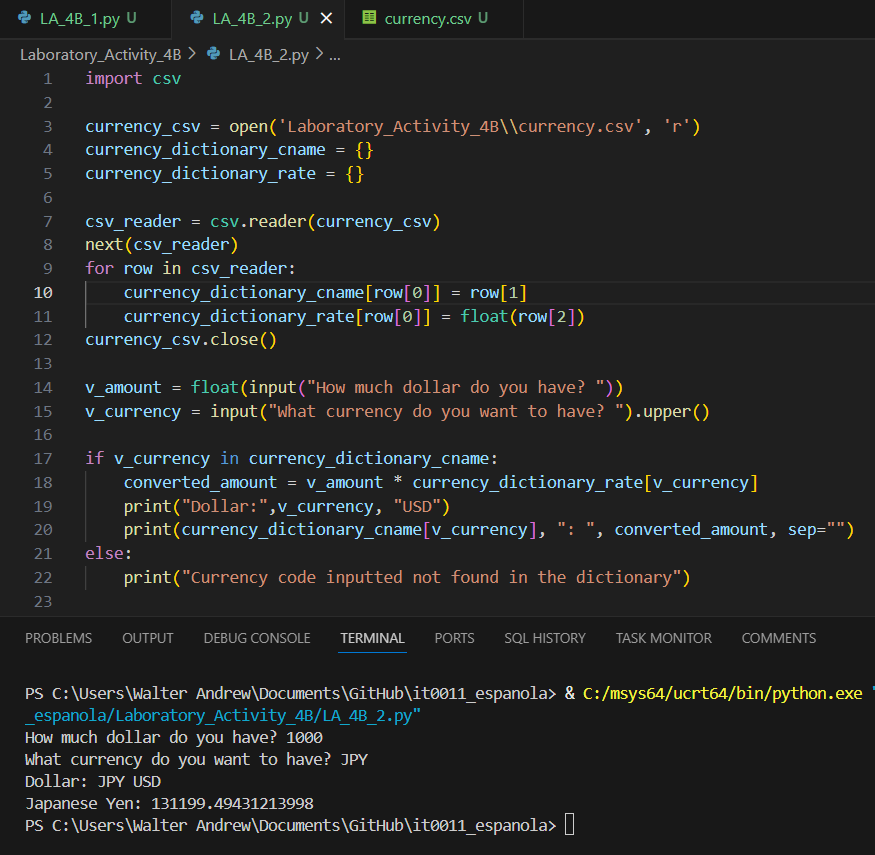 LA_4B_1.py U LA_4B_2.py U × currency.csv U
Laboratory_Activity_4B > LA_4B_2.py > ...
1 import csv
2
3 currency_csv = open('Laboratory_Activity_4B\\currency.csv', 'r')
4 currency_dictionary_cname = {}
5 currency_dictionary_rate = {}
6
7 csv_reader = csv.reader(currency_csv)
8 next(csv_reader)
9 for row in csv_reader:
10     currency_dictionary_cname[row[0]] = row[1]
11     currency_dictionary_rate[row[0]] = float(row[2])
12 currency_csv.close()
13
14 v_amount = float(input("How much dollar do you have? "))
15 v_currency = input("What currency do you want to have? ").upper()
16
17 if v_currency in currency_dictionary_cname:
18     converted_amount = v_amount * currency_dictionary_rate[v_currency]
19     print("Dollar:",v_currency, "USD")
20     print(currency_dictionary_cname[v_currency], ": ", converted_amount, sep="")
21 else:
22     print("Currency code inputted not found in the dictionary")
23
PROBLEMS OUTPUT DEBUG CONSOLE TERMINAL PORTS SQL HISTORY TASK MONITOR COMMENTS
PS C:\Users\Walter Andrew\Documents\GitHub\it0011_espanola> & C:/msys64/ucrt64/bin/python.exe "
_espanola/Laboratory_Activity_4B/LA_4B_2.py"
How much dollar do you have? 1000
What currency do you want to have? JPY
Dollar: JPY USD
Japanese Yen: 131199.49431213998
PS C:\Users\Walter Andrew\Documents\GitHub\it0011_espanola>